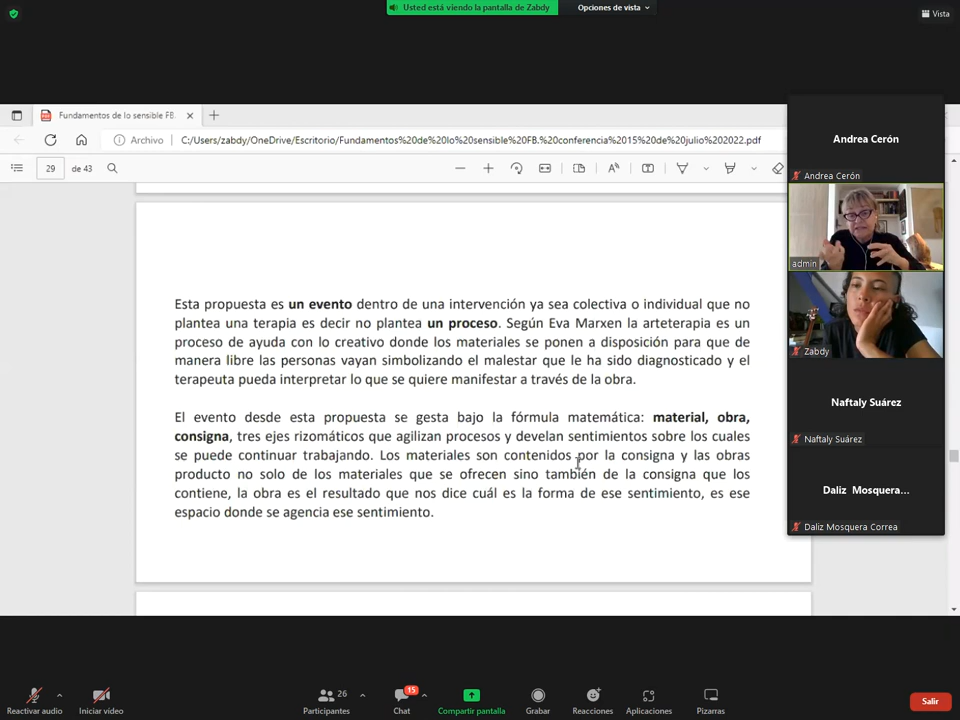 Usted está viendo la pantalla de Zabdy
Opciones de vista
Vista
Fundamentos de lo sensible FB.
Archivo
C:/Users/zabdy/OneDrive/Escritorio/Fundamentos%20de%20lo%20sensible%20FB.%20conferencia%2015%20de%20julio%202022.pdf
29
de 43
Esta propuesta es un evento dentro de una intervención ya sea colectiva o individual que no
plantea una terapia es decir no plantea un proceso. Según Eva Marxen la arteterapia es un
proceso de ayuda con lo creativo donde los materiales se ponen a disposición para que de
manera libre las personas vayan simbolizando el malestar que le ha sido diagnosticado y el
terapeuta pueda interpretar lo que se quiere manifestar a través de la obra.
El evento desde esta propuesta se gesta bajo la fórmula matemática: material, obra,
consigna, tres ejes rizomáticos que agilizan procesos y develan sentimientos sobre los cuales
se puede continuar trabajando. Los materiales son contenidos por la consigna y las obras
producto no solo de los materiales que se ofrecen sino también de la consigna que los
contiene, la obra es el resultado que nos dice cuál es la forma de ese sentimiento, es ese
espacio donde se agencia ese sentimiento.
Andrea Cerón
Andrea Cerón
admin
Zabdy
Naftaly Suárez
Naftaly Suárez
Daliz Mosquera...
Daliz Mosquera Correa
Reactivar audio
Iniciar video
26
Participantes
15
Chat
Compartir pantalla
Grabar
Reacciones
Aplicaciones
Pizarras
Salir